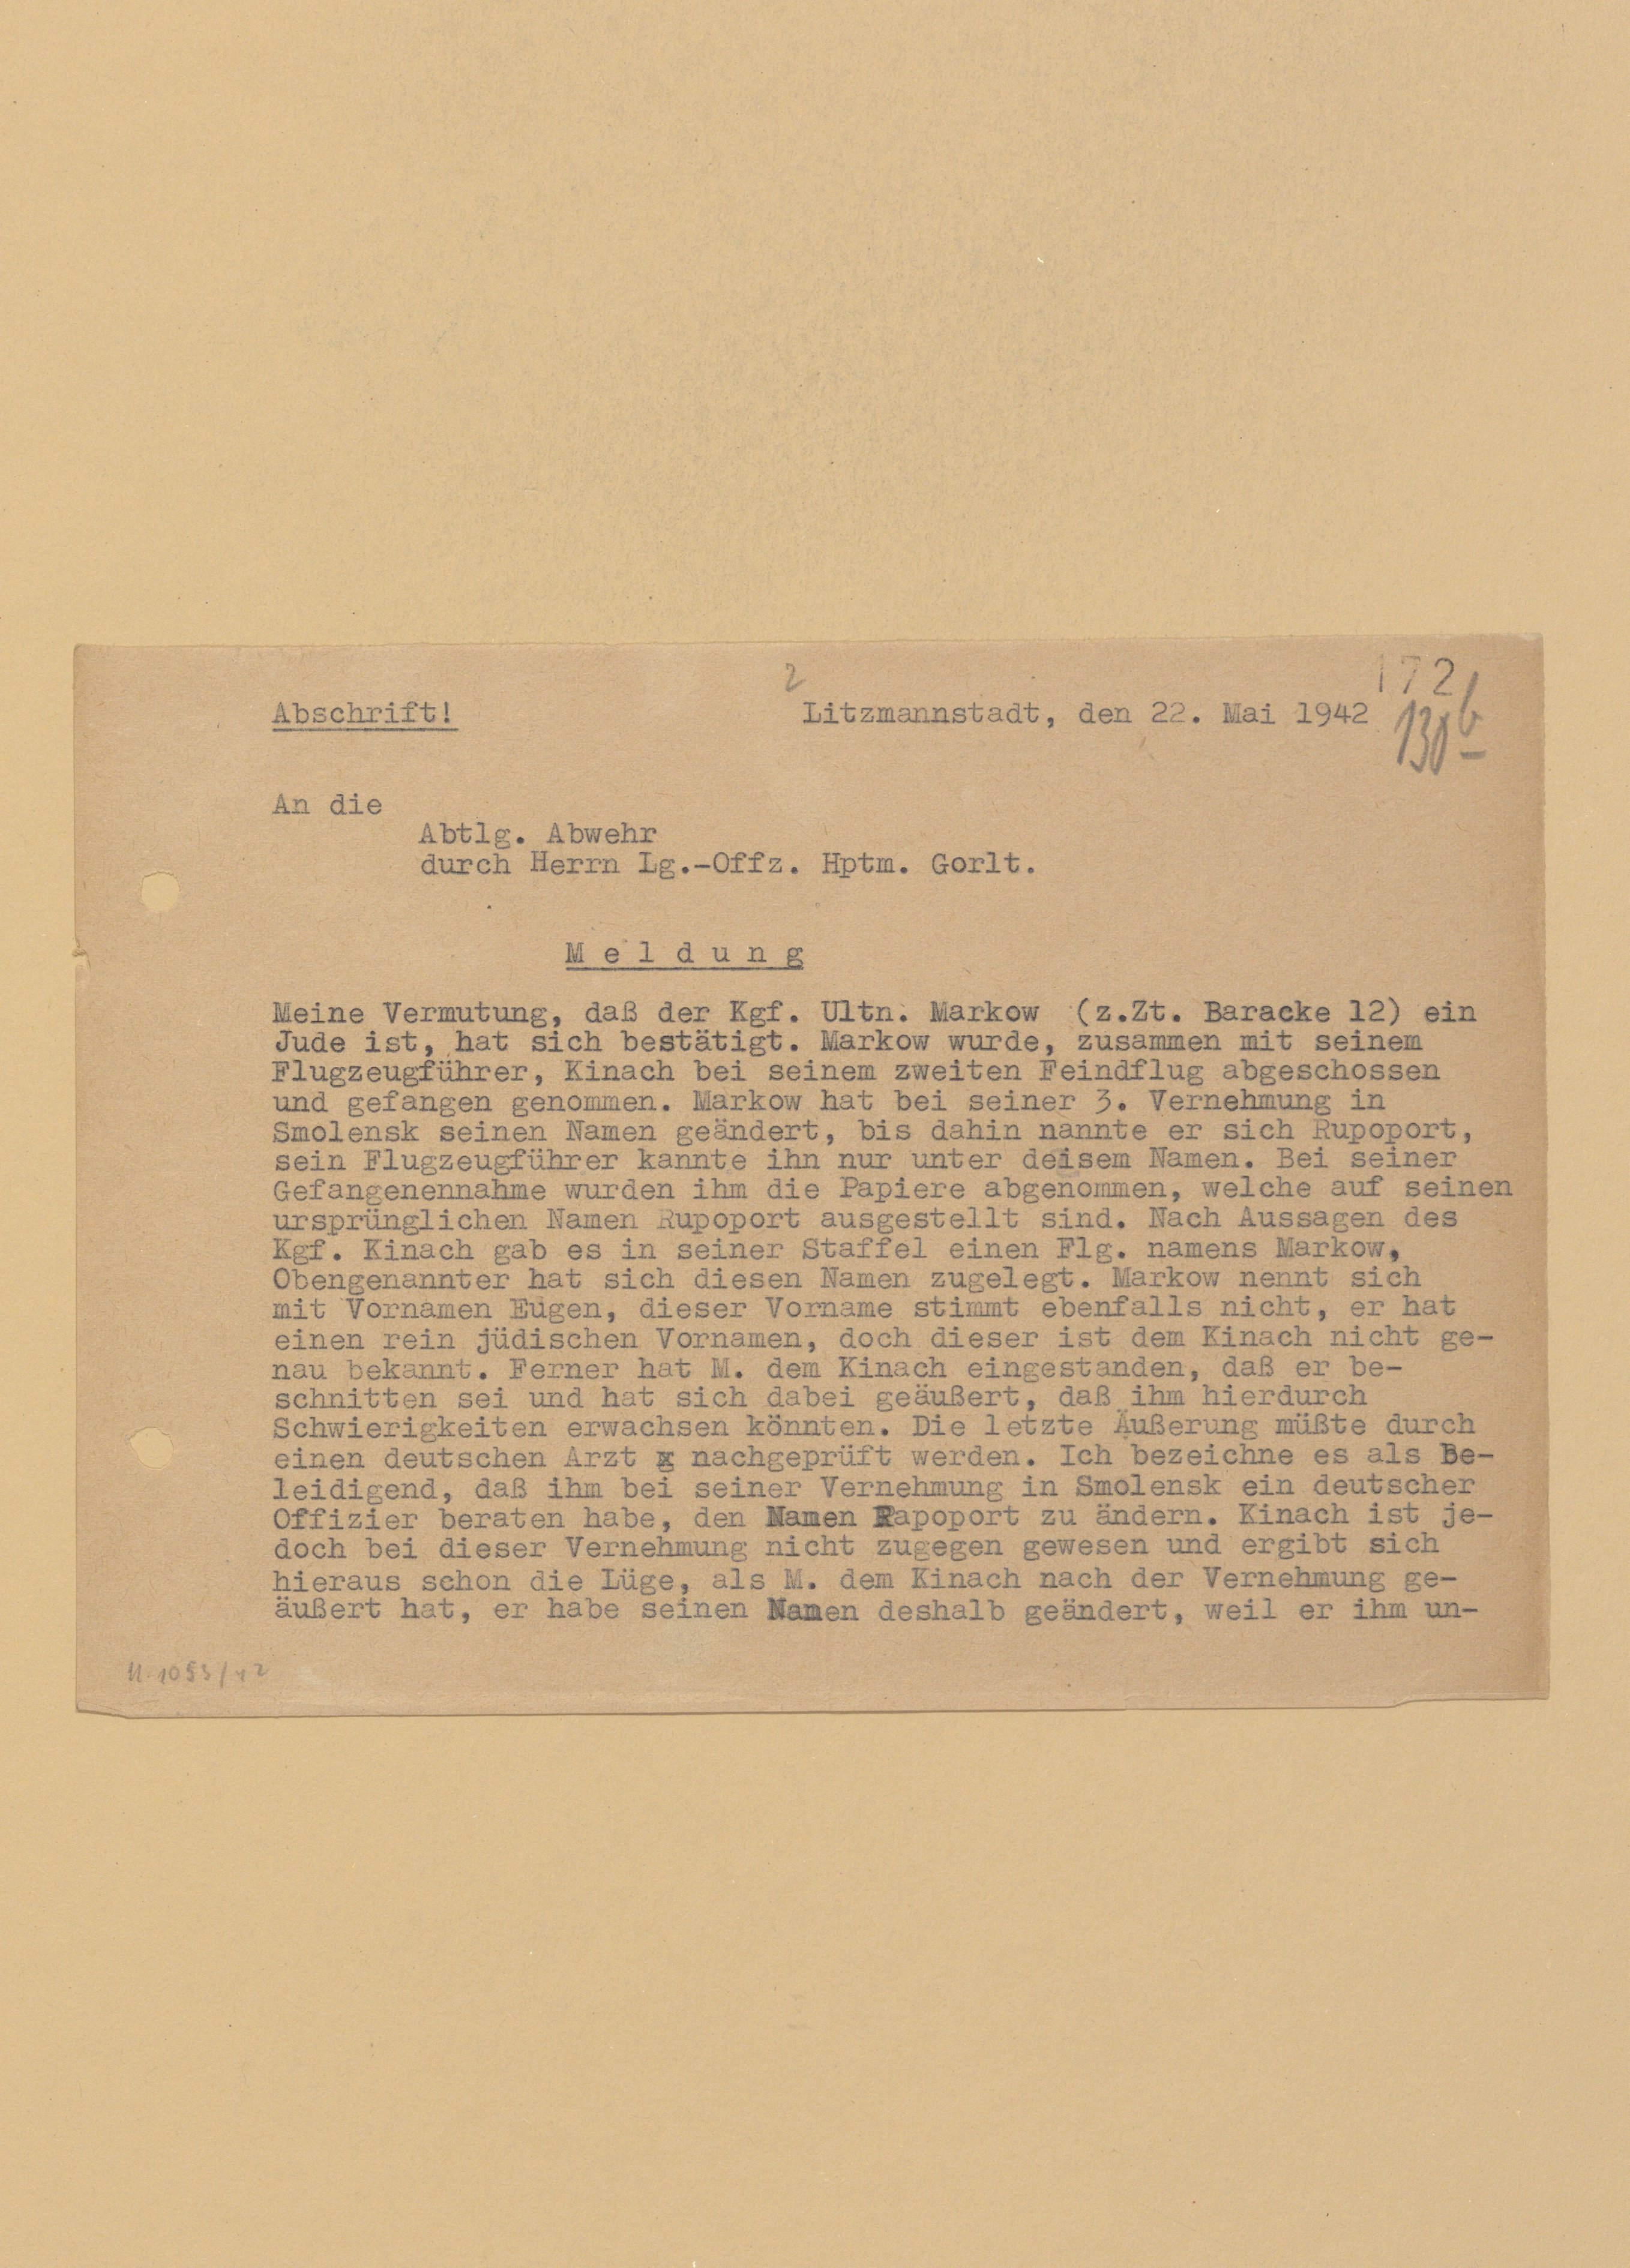 2
172
Abschrift! Litzmannstadt, den 22. Mai 1942
130b
An die
Abtlg. Abwehr
durch Herrn Lg.-Offz. Hptm. Gorlt.
M e l d u n g
Meine Vermutung, daß der Kgf. Ultn. Markow (z.Zt. Baracke 12) ein
Jude ist, hat sich bestätigt. Markow wurde, zusammen mit seinem
Flugzeugführer, Kinach bei seinem zweiten Feindflug abgeschossen
und gefangen genommen. Markow hat bei seiner 3. Vernehmung in
Smolensk seinen Namen geändert, bis dahin nannte er sich Rupoport,
sein Flugzeugführer kannte ihn nur unter deisem Namen. Bei seiner
Gefangenennahme wurden ihm die Papiere abgenommen, welche auf seinen
ursprünglichen Namen Rupoport ausgestellt sind. Nach Aussagen des
Kgf. Kinach gab es in seiner Staffel einen Flg. namens Markow,
Obengenannter hat sich diesen Namen zugelegt. Markow nennt sich
mit Vornamen Eugen, dieser Vorname stimmt ebenfalls nicht, er hat
einen rein jüdischen Vornamen, doch dieser ist dem Kinach nicht ge-
nau bekannt. Ferner hat M. dem Kinach eingestanden, daß er be-
schnitten sei und hat sich dabei geäußert, daß ihm hierdurch
Schwierigkeiten erwachsen könnten. Die letzte Äußerung müßte durch
einen deutschen Arzt nachgeprüft werden. Ich bezeichne es als Be-
leidigend, daß ihm bei seiner Vernehmung in Smolensk ein deutscher
Offizier beraten habe, den Namen Rapoport zu ändern. Kinach ist je-
doch bei dieser Vernehmung nicht zugegen gewesen und ergibt sich
hieraus schon die Lüge, als M. dem Kinach nach der Vernehmung ge-
äußert hat, er habe seinen Namen deshalb geändert, weil er ihm un-
1053/42